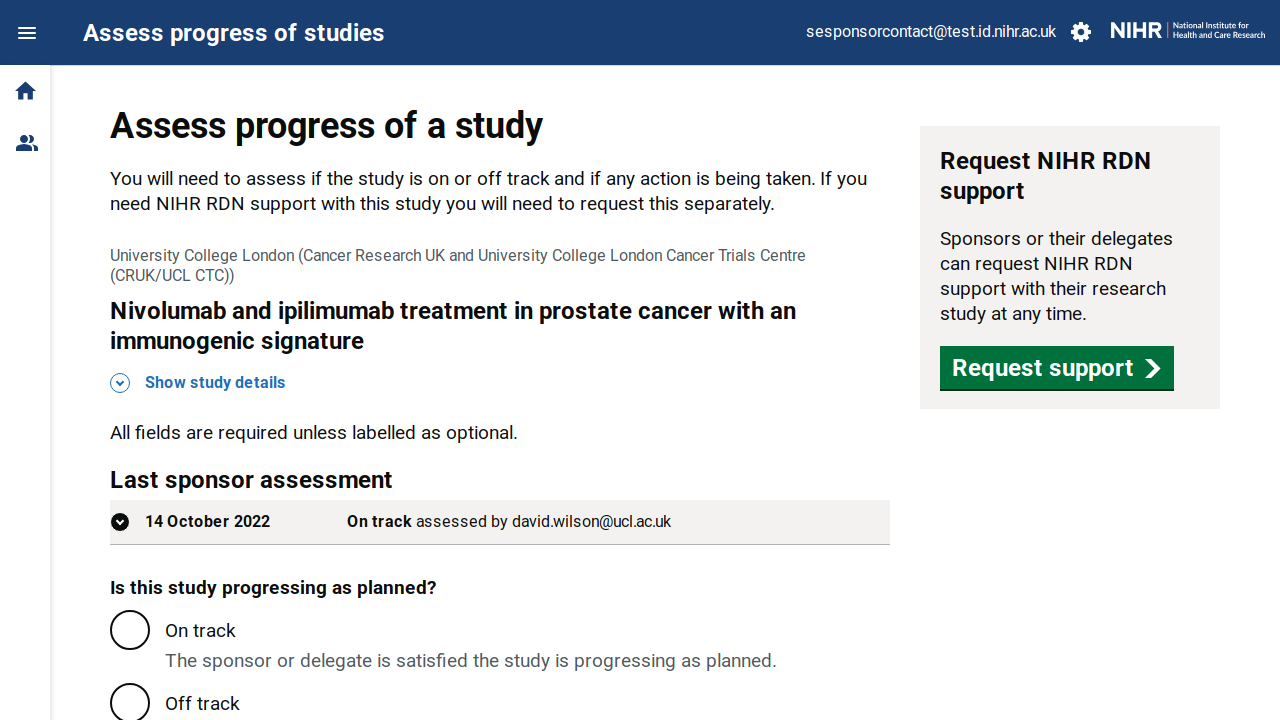 Assess progress of studies
sesponsorcontact@test.id.nihr.ac.uk
NIHR
National Institute for
Health and Care Research
Assess progress of a study
You will need to assess if the study is on or off track and if any action is being taken. If you
need NIHR RDN support with this study you will need to request this separately.
University College London (Cancer Research UK and University College London Cancer Trials Centre
(CRUK/UCL CTC))
Nivolumab and ipilimumab treatment in prostate cancer with an
immunogenic signature
Show study details
All fields are required unless labelled as optional.
Last sponsor assessment
14 October 2022
On track assessed by david.wilson@ucl.ac.uk
Is this study progressing as planned?
On track
The sponsor or delegate is satisfied the study is progressing as planned.
Off track
Request NIHR RDN
support
Sponsors or their delegates
can request NIHR RDN
support with their research
study at any time.
Request support